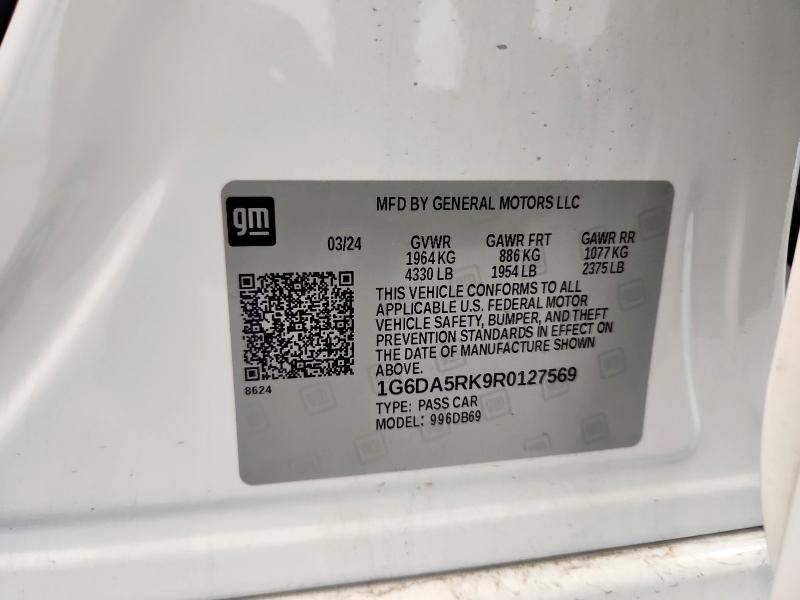 gm
MFD BY GENERAL MOTORS LLC
03/24 GVWR GAWR FRT GAWR RR
1964 KG 886 KG 1077 KG
4330 LB 1954 LB 2375 LB
THIS VEHICLE CONFORMS TO ALL
APPLICABLE U.S. FEDERAL MOTOR
VEHICLE SAFETY, BUMPER, AND THEFT
PREVENTION STANDARDS IN EFFECT ON
THE DATE OF MANUFACTURE SHOWN
ABOVE.
8624
1G6DA5RK9R0127569
TYPE: PASS CAR
MODEL: 996DB69